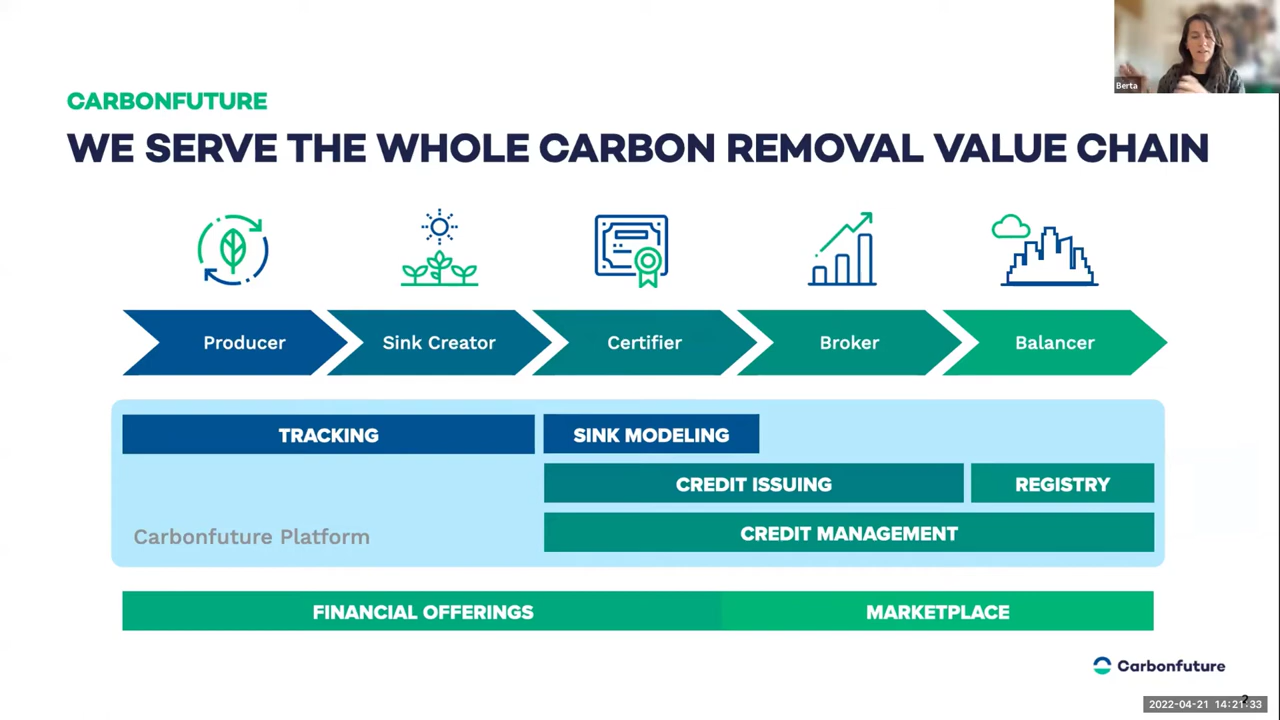 Berta
CARBONFUTURE
WE SERVE THE WHOLE CARBON REMOVAL VALUE CHAIN
Producer
Sink Creator
Certifier
Broker
Balancer
TRACKING
SINK MODELING
CREDIT ISSUING
REGISTRY
Carbonfuture Platform
CREDIT MANAGEMENT
FINANCIAL OFFERINGS
MARKETPLACE
Carbonfuture
2
2022-04-21 14:21:33